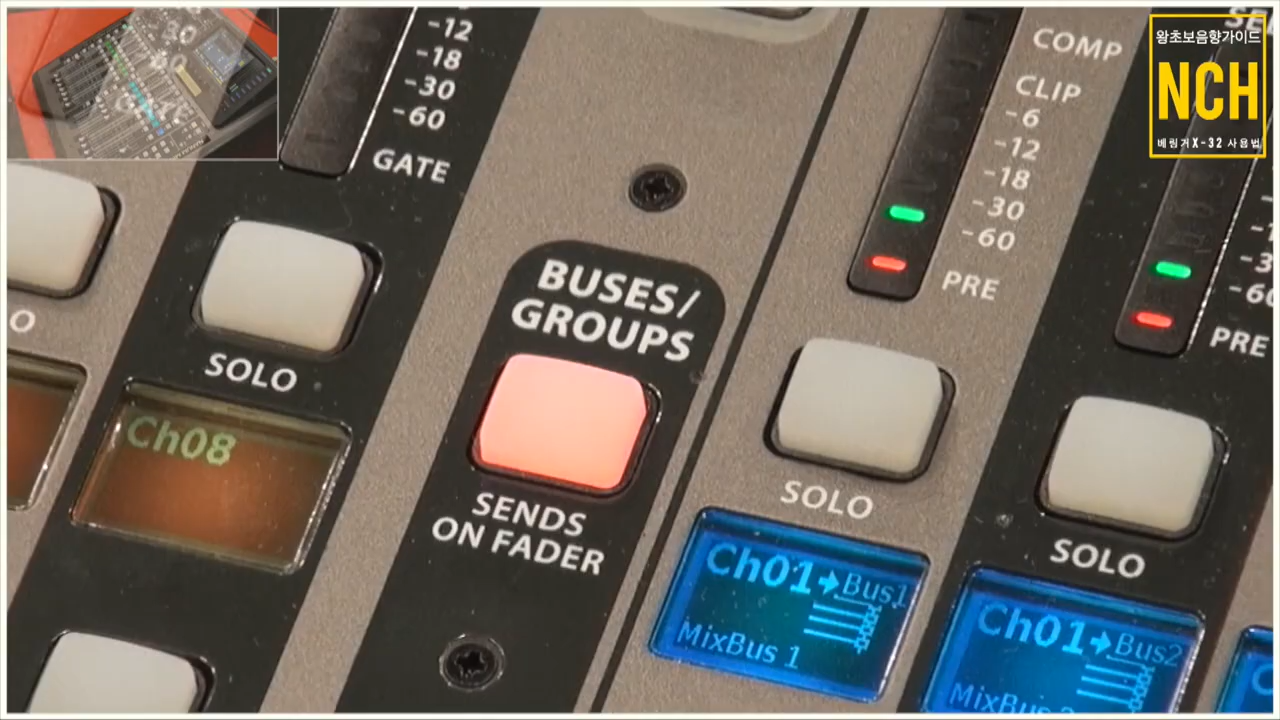 -12
-18
-30
-60
GATE
SOLO
Ch08
BUSES/
GROUPS
SENDS
ON FADER
COMP
CLIP
-6
-12
-18
-30
-60
PRE
SOLO
Ch01→Bus1
MixBus 1
PRE
SOLO
Ch01→Bus2
왕초보음향가이드
NCH
베링거X-32 사용법